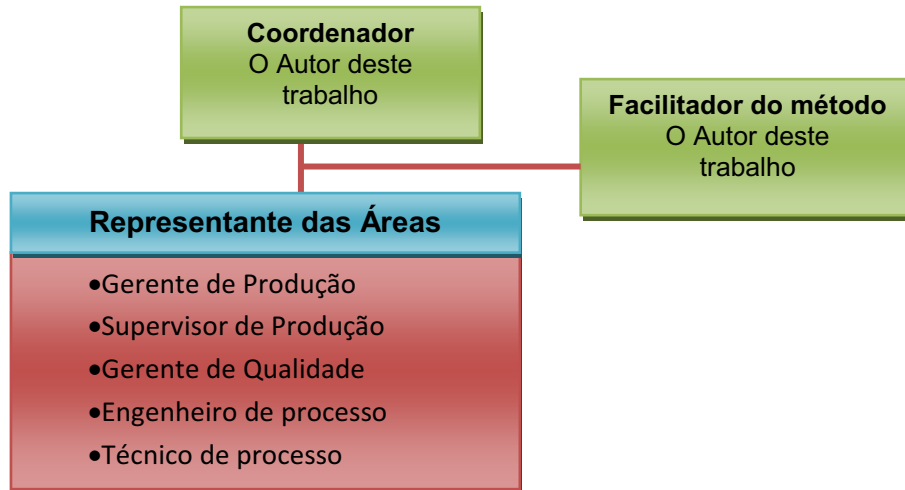 Coordenador
O Autor deste
trabalho
Facilitador do método
O Autor deste
trabalho
Representante das Áreas
•Gerente de Produção
•Supervisor de Produção
•Gerente de Qualidade
•Engenheiro de processo
•Técnico de processo